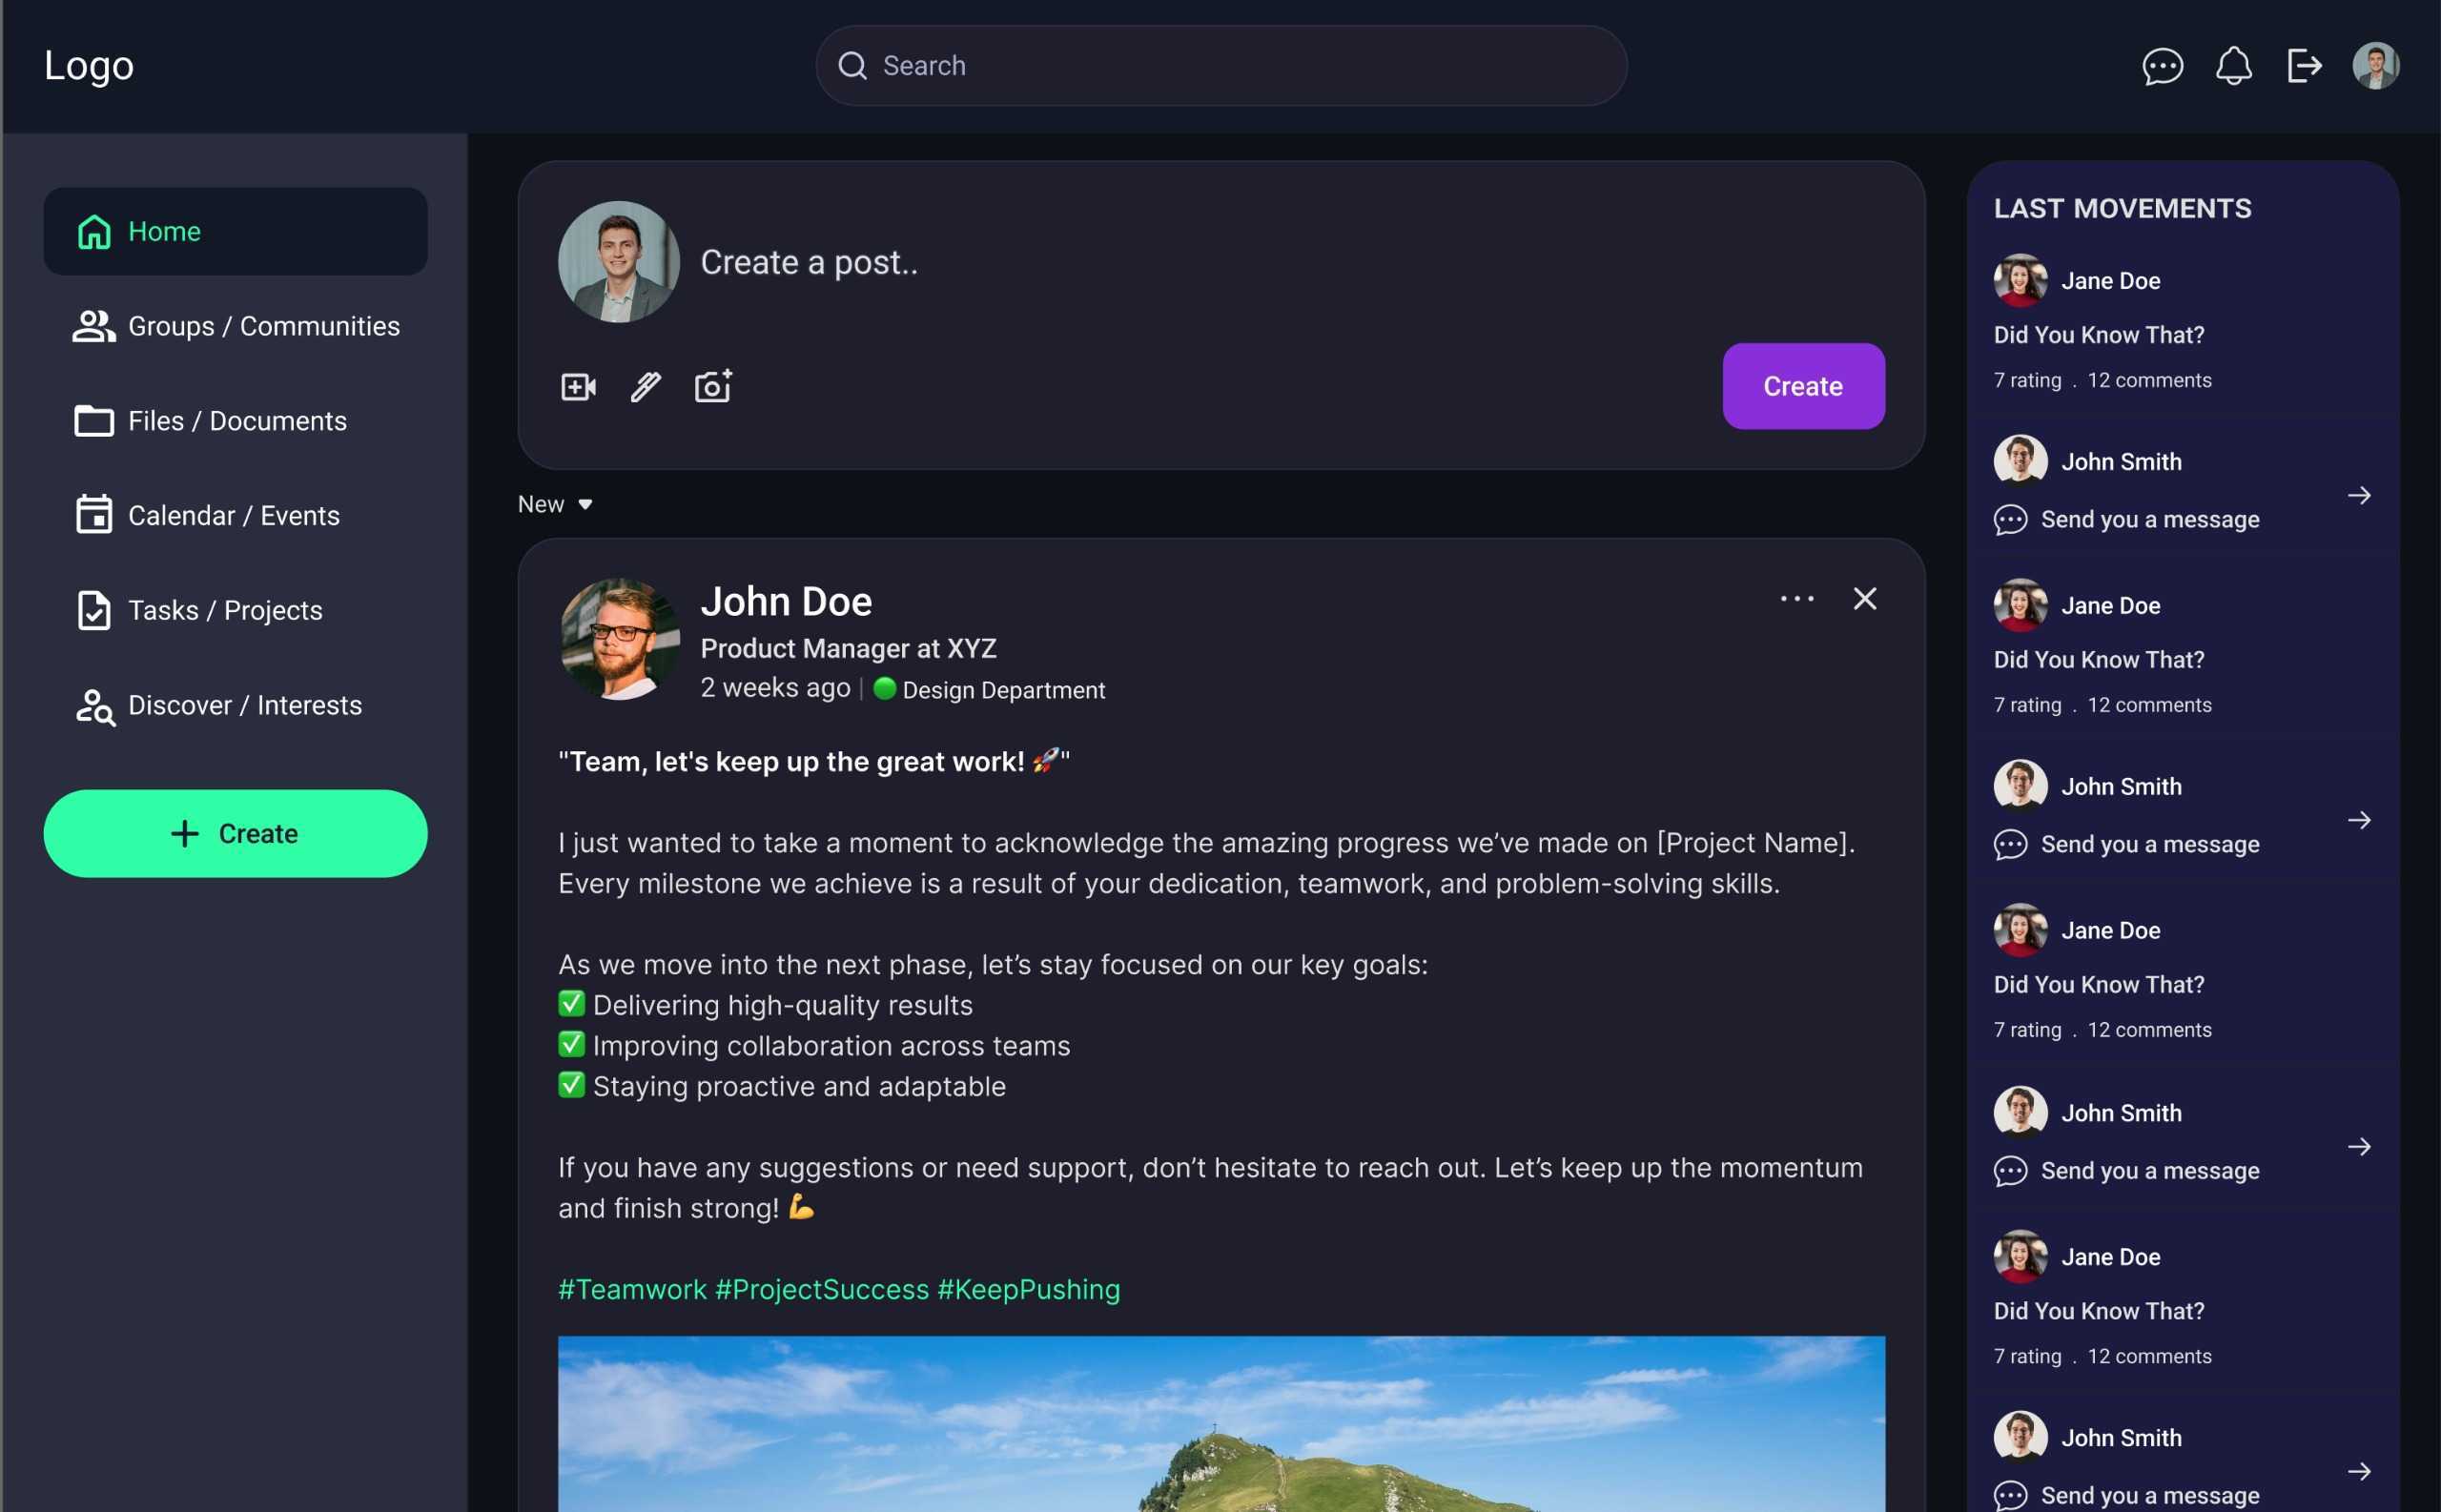 Logo
Search
Home
Groups / Communities
Files / Documents
Calendar / Events
Tasks / Projects
Discover / Interests
+ Create
Create a post..
Create
New
John Doe
Product Manager at XYZ
2 weeks ago | 🟢 Design Department
"Team, let's keep up the great work! 🚀"
I just wanted to take a moment to acknowledge the amazing progress we’ve made on [Project Name].
Every milestone we achieve is a result of your dedication, teamwork, and problem-solving skills.
As we move into the next phase, let’s stay focused on our key goals:
✅ Delivering high-quality results
✅ Improving collaboration across teams
✅ Staying proactive and adaptable
If you have any suggestions or need support, don’t hesitate to reach out. Let’s keep up the momentum
and finish strong! 💪
#Teamwork #ProjectSuccess #KeepPushing
LAST MOVEMENTS
Jane Doe
Did You Know That?
7 rating . 12 comments
John Smith
Send you a message
Jane Doe
Did You Know That?
7 rating . 12 comments
John Smith
Send you a message
Jane Doe
Did You Know That?
7 rating . 12 comments
John Smith
Send you a message
Jane Doe
Did You Know That?
7 rating . 12 comments
John Smith
Send you a message